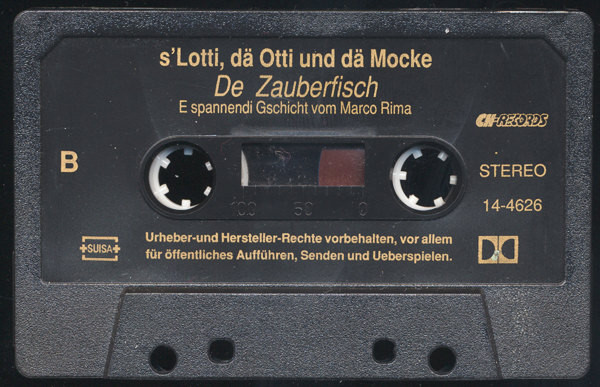 s'Lotti, dä Otti und dä Mocke
De Zauberfisch
E spannendi Gschicht vom Marco Rima
CH-RECORDS
B
STEREO
100 50 0
14-4626
SUISA
Urheber-und Hersteller-Rechte vorbehalten, vor allem
für öffentliches Aufführen, Senden und Ueberspielen.